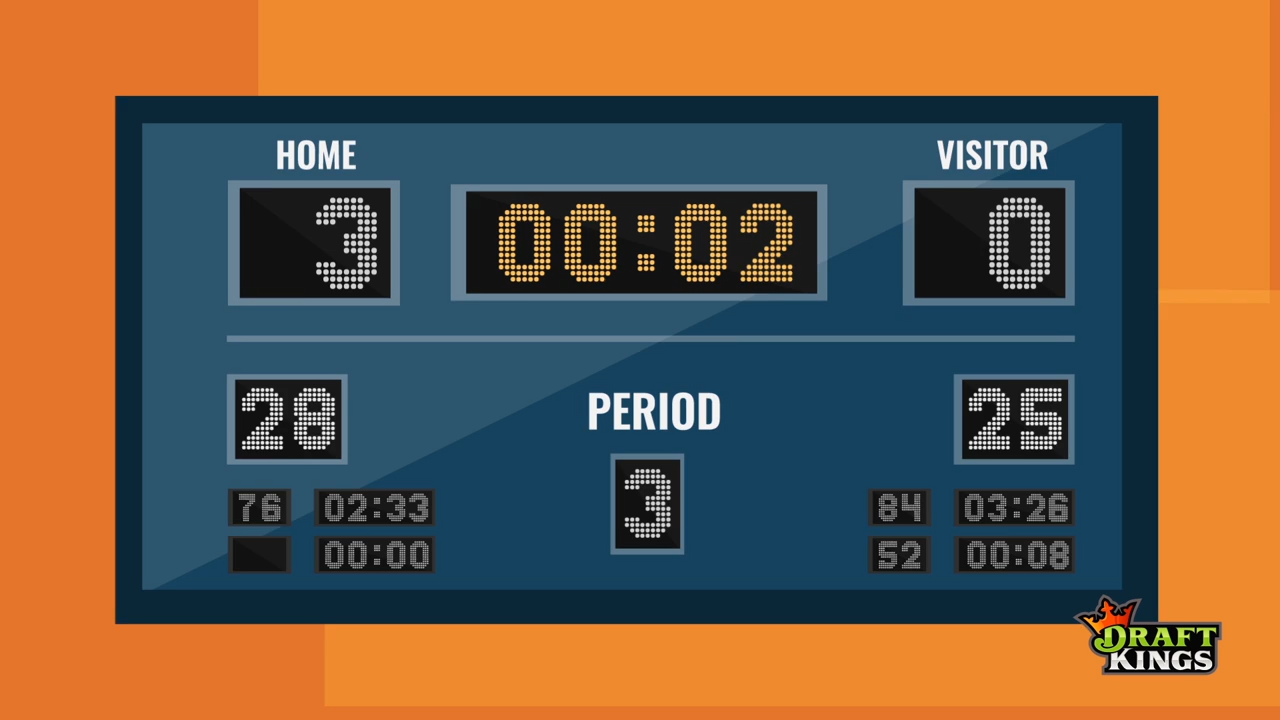 HOME
VISITOR
3
00:02
0
28
PERIOD
25
3
76 02:33
84 03:26
00:00
52 00:08
DRAFT
KINGS